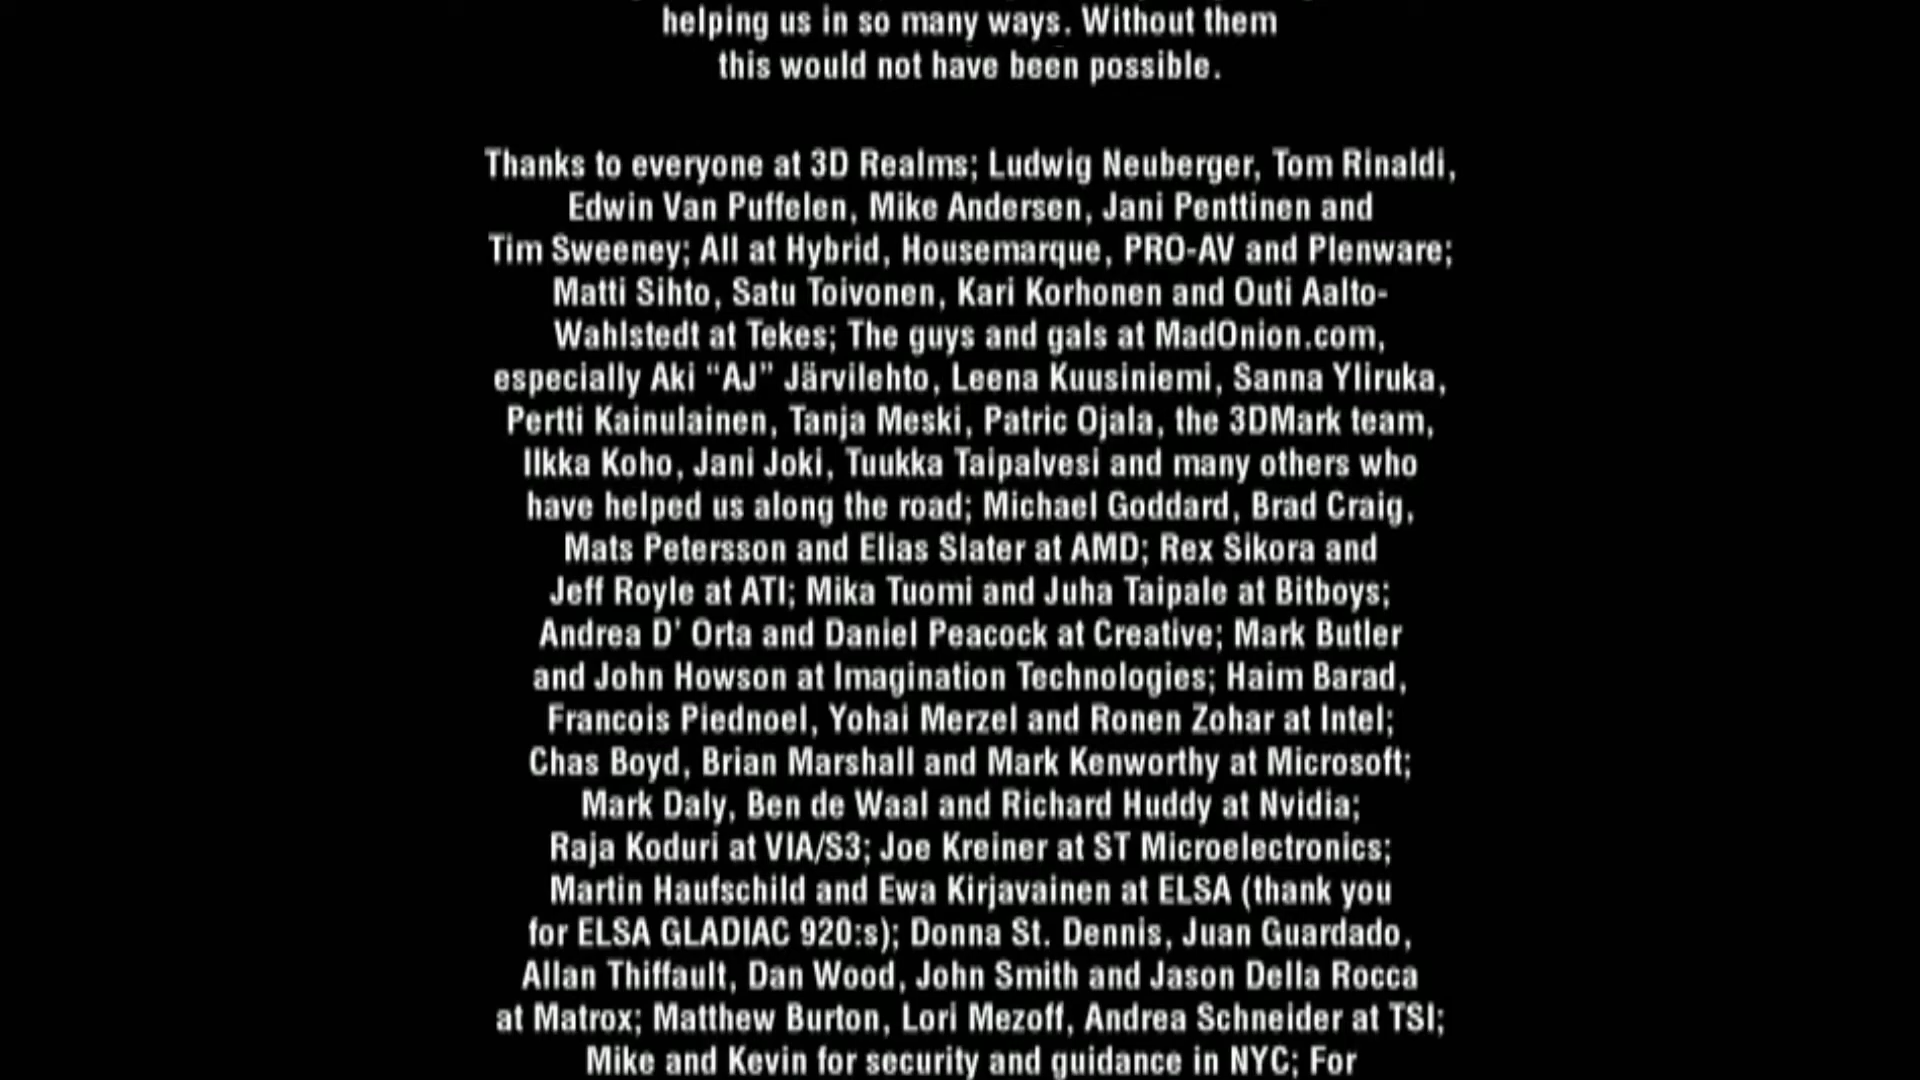 helping us in so many ways. Without them
this would not have been possible.
Thanks to everyone at 3D Realms; Ludwig Neuberger, Tom Rinaldi,
Edwin Van Puffelen, Mike Andersen, Jani Penttinen and
Tim Sweeney; All at Hybrid, Housemarque, PRO-AV and Plenware;
Matti Sihto, Satu Toivonen, Kari Korhonen and Outi Aalto-
Wahlstedt at Tekes; The guys and gals at MadOnion.com,
especially Aki “AJ” Järvilehto, Leena Kuusiniemi, Sanna Yliruka,
Pertti Kainulainen, Tanja Meski, Patric Ojala, the 3DMark team,
Ilkka Koho, Jani Joki, Tuukka Taipalvesi and many others who
have helped us along the road; Michael Goddard, Brad Craig,
Mats Petersson and Elias Slater at AMD; Rex Sikora and
Jeff Royle at ATI; Mika Tuomi and Juha Taipale at Bitboys;
Andrea D’ Orta and Daniel Peacock at Creative; Mark Butler
and John Howson at Imagination Technologies; Haim Barad,
Francois Piednoel, Yohai Merzel and Ronen Zohar at Intel;
Chas Boyd, Brian Marshall and Mark Kenworthy at Microsoft;
Mark Daly, Ben de Waal and Richard Huddy at Nvidia;
Raja Koduri at VIA/S3; Joe Kreiner at ST Microelectronics;
Martin Haufschild and Ewa Kirjavainen at ELSA (thank you
for ELSA GLADIAC 920:s); Donna St. Dennis, Juan Guardado,
Allan Thiffault, Dan Wood, John Smith and Jason Della Rocca
at Matrox; Matthew Burton, Lori Mezoff, Andrea Schneider at TSI;
Mike and Kevin for security and guidance in NYC; For